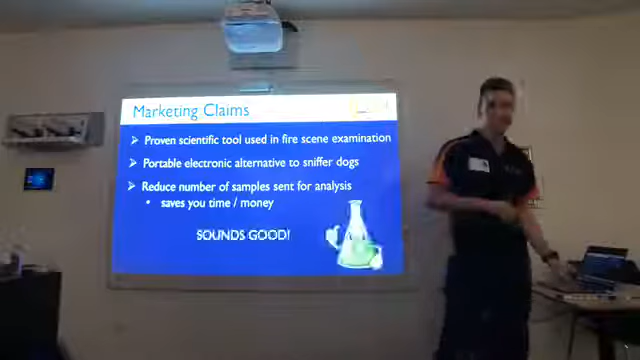 Marketing Claims
➢ Proven scientific tool used in fire scene examination
➢ Portable electronic alternative to sniffer dogs
➢ Reduce number of samples sent for analysis
• saves you time / money
SOUNDS GOOD!